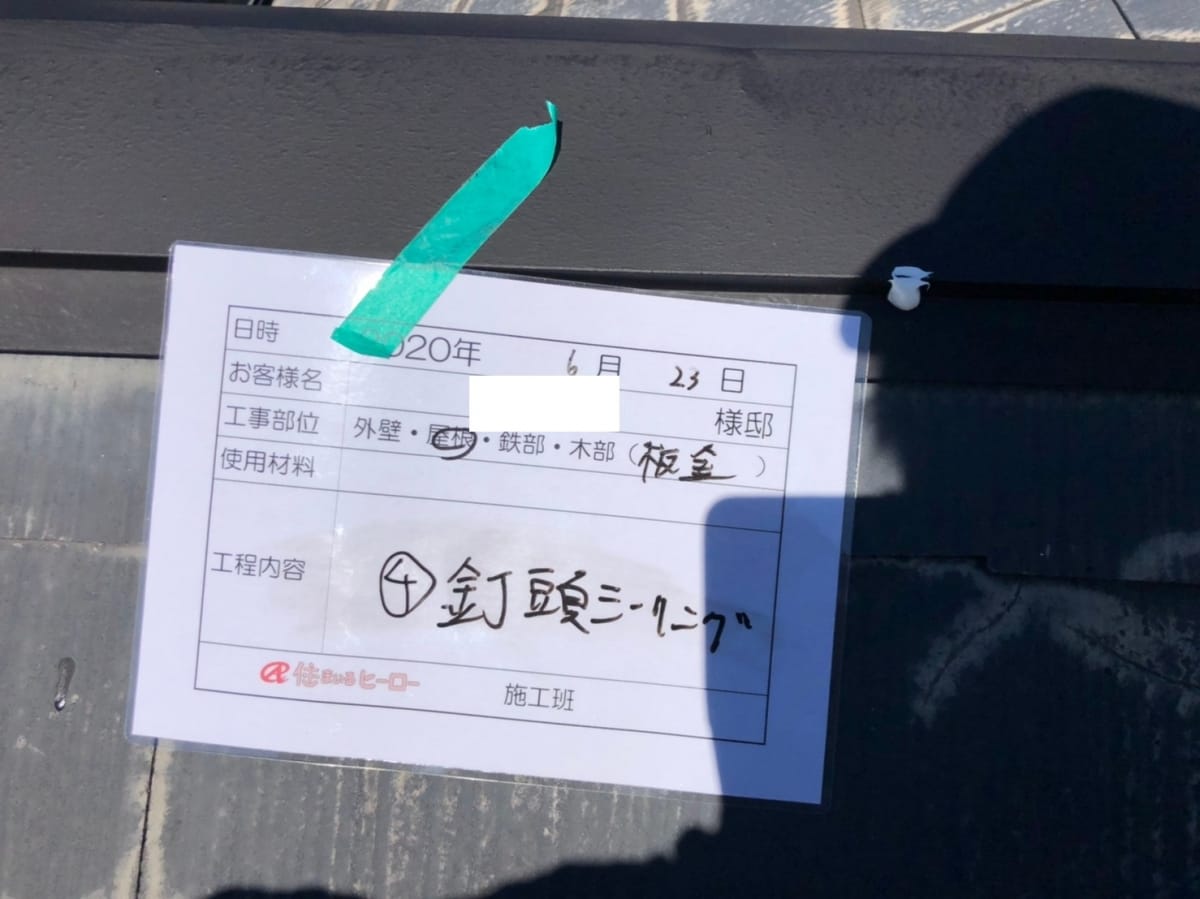 日時 2020年 6月 23日
お客様名 様邸
工事部位 外壁・屋根・鉄部・木部（板金）
使用材料
工程内容 ④釘頭シーリング
住まいるヒーロー 施工班